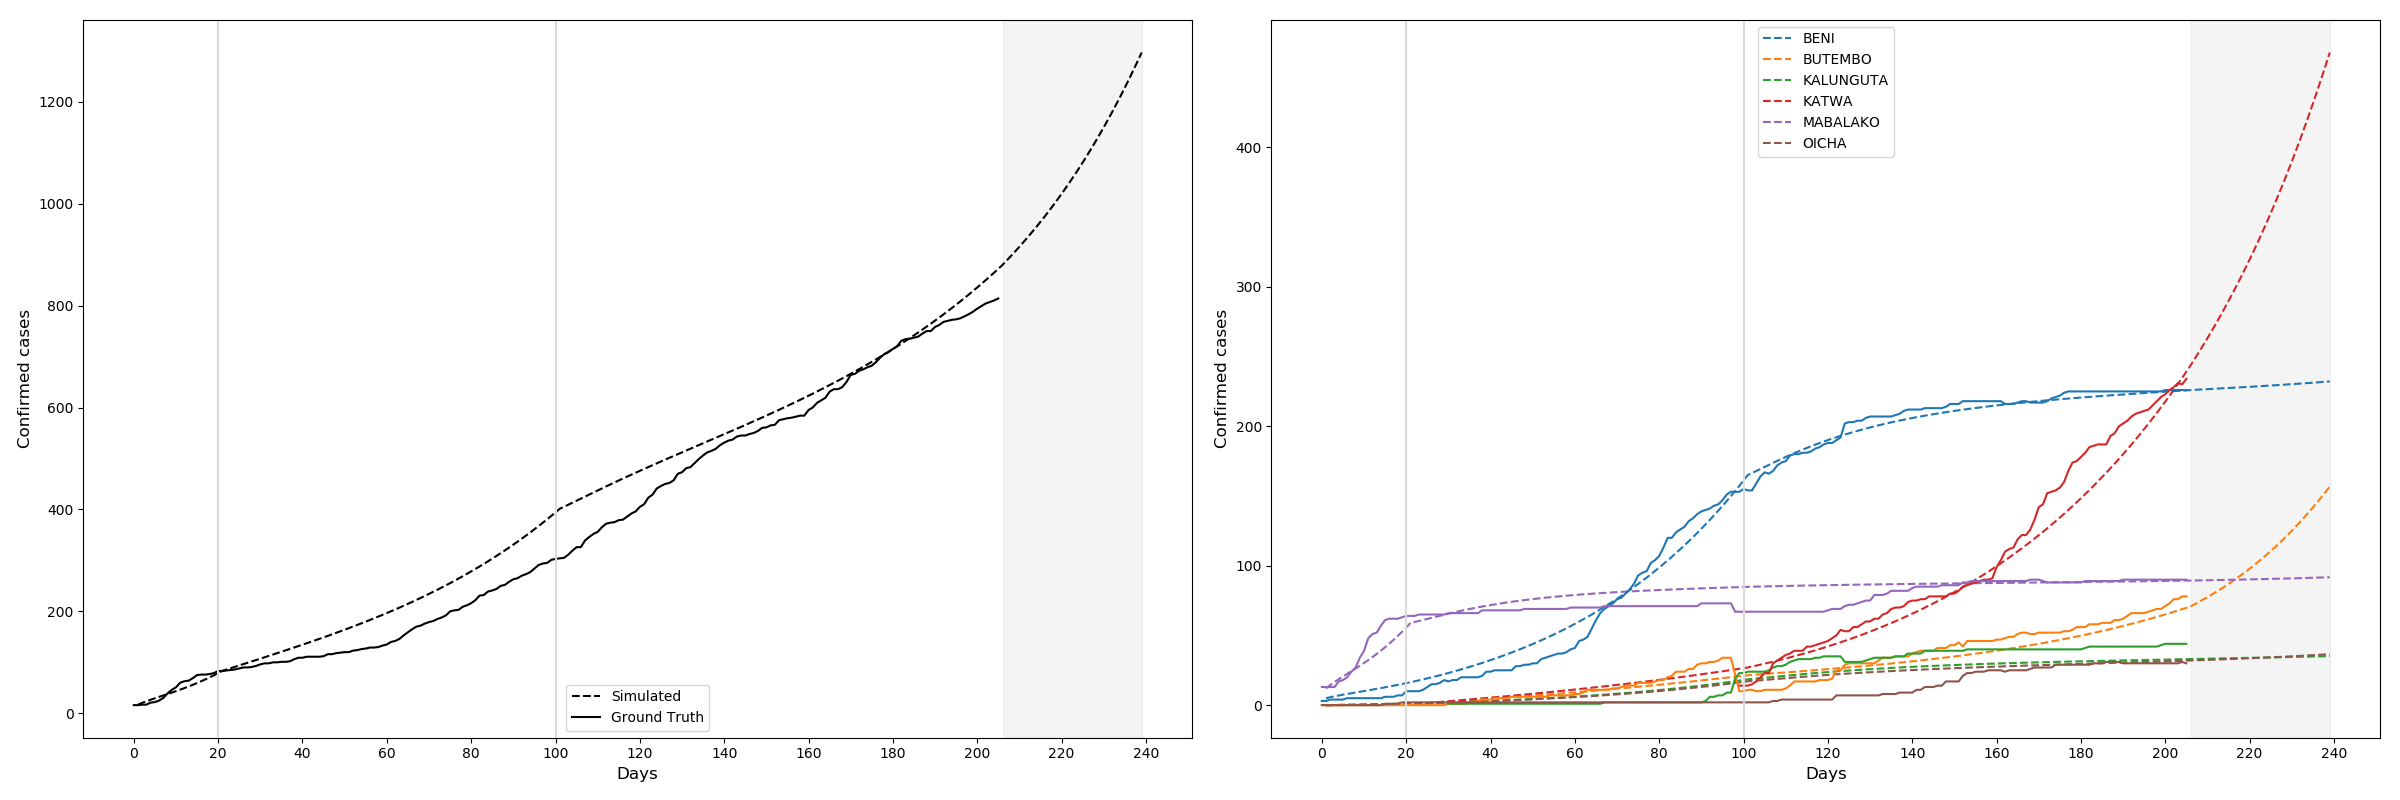 1200
1000
800
600
400
200
0
Confirmed cases
0 20 40 60 80 100 120 140 160 180 200 220 240
Days
Simulated
Ground Truth
400
300
200
100
0
Confirmed cases
0 20 40 60 80 100 120 140 160 180 200 220 240
Days
BENI
BUTEMBO
KALUNGUTA
KATWA
MABALAKO
OICHA